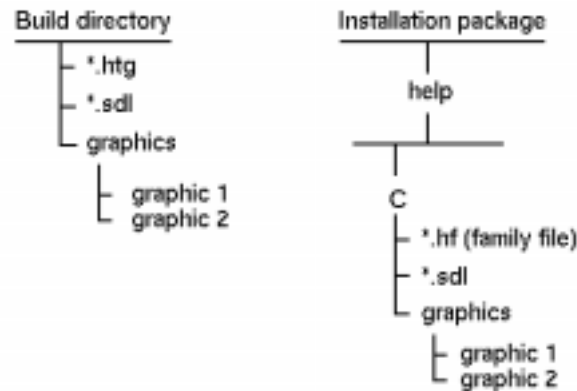 Build directory
*.htg
*.sdl
graphics
graphic 1
graphic 2
Installation package
help
C
*.hf (family file)
*.sdl
graphics
graphic 1
graphic 2